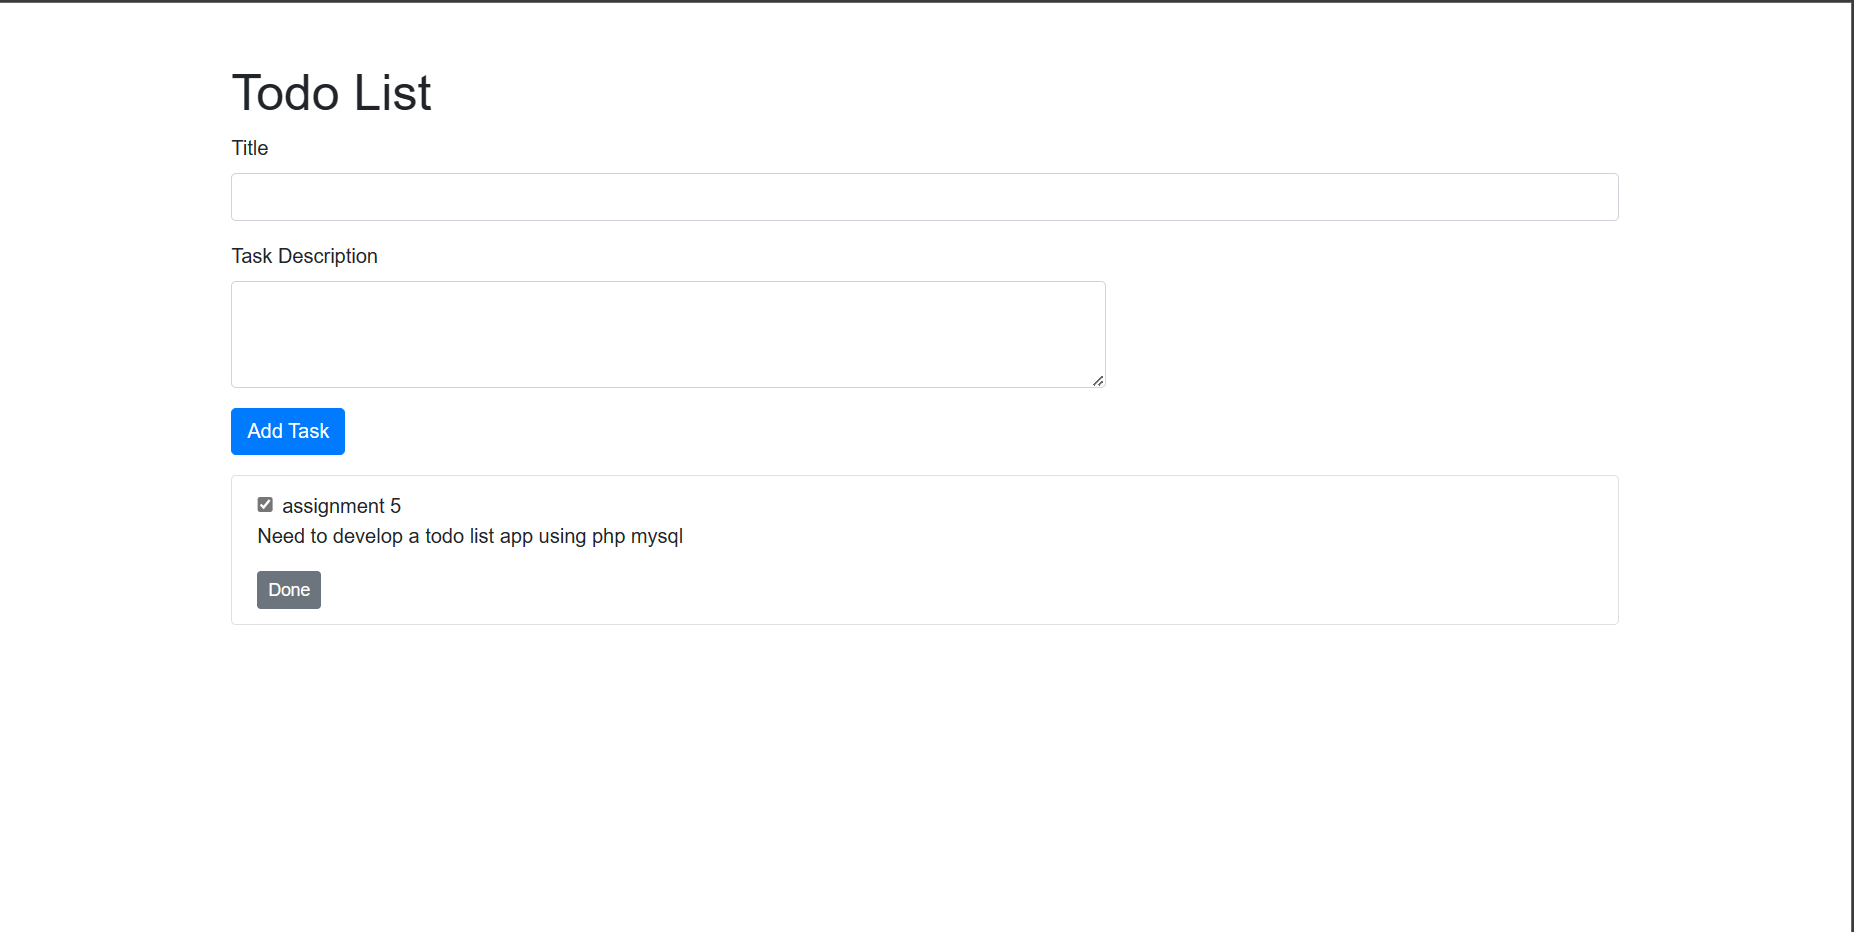 Todo List
Title
Task Description
Add Task
assignment 5
Need to develop a todo list app using php mysql
Done